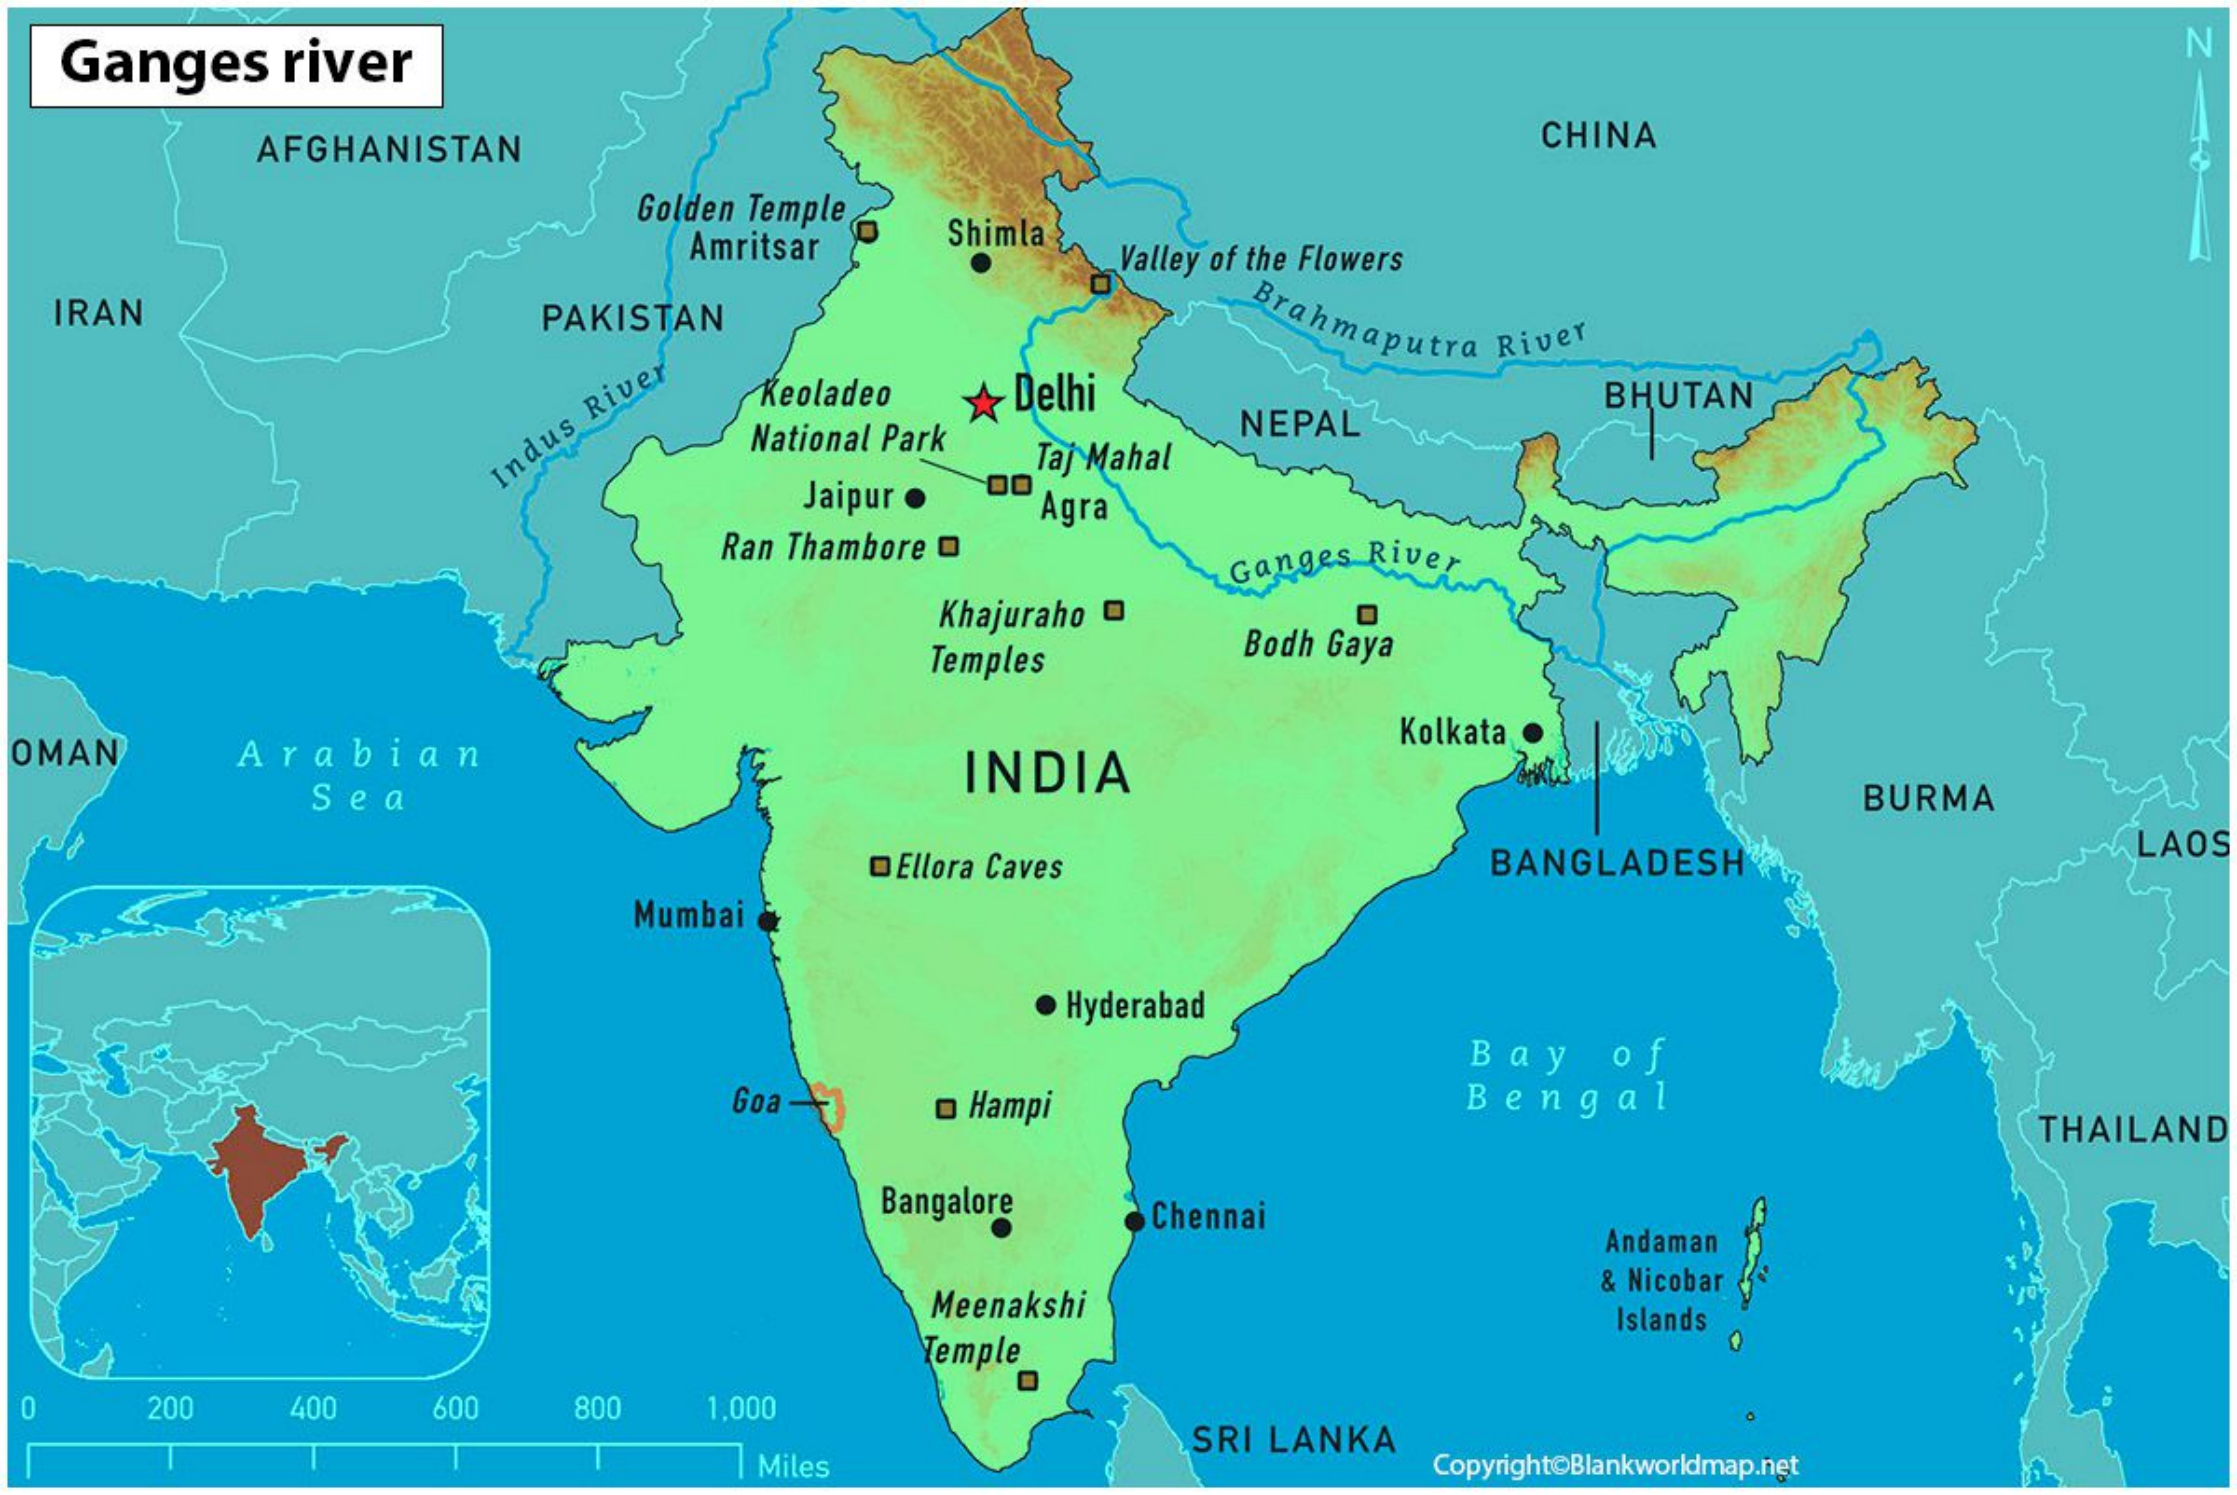 Ganges river
N
AFGHANISTAN
CHINA
Golden Temple
Amritsar
Shimla
Valley of the Flowers
IRAN
PAKISTAN
Brahmaputra River
Indus River
Keoladeo
National Park
Delhi
BHUTAN
NEPAL
Taj Mahal
Jaipur
Agra
Ran Thambore
Ganges River
Khajuraho
Temples
Bodh Gaya
Kolkata
OMAN
Arabian
Sea
INDIA
BURMA
LAOS
BANGLADESH
Ellora Caves
Mumbai
Hyderabad
Bay of
Bengal
Goa
Hampi
THAILAND
Bangalore
Chennai
Andaman
& Nicobar
Islands
Meenakshi
Temple
0 200 400 600 800 1,000
Miles
SRI LANKA
Copyright©Blankworldmap.net